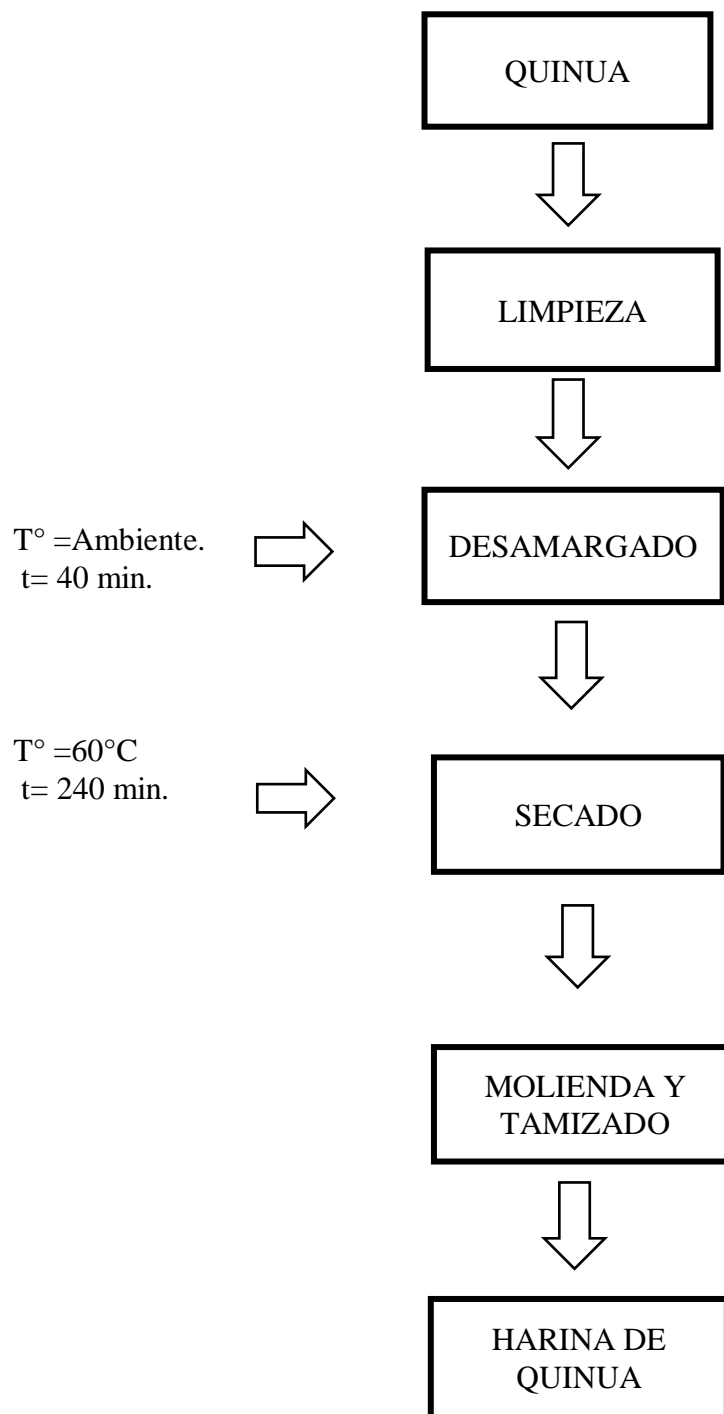 QUINUA
LIMPIEZA
T° =Ambiente.
t= 40 min.
DESAMARGADO
T° =60°C
t= 240 min.
SECADO
MOLIENDA Y
TAMIZADO
HARINA DE
QUINUA